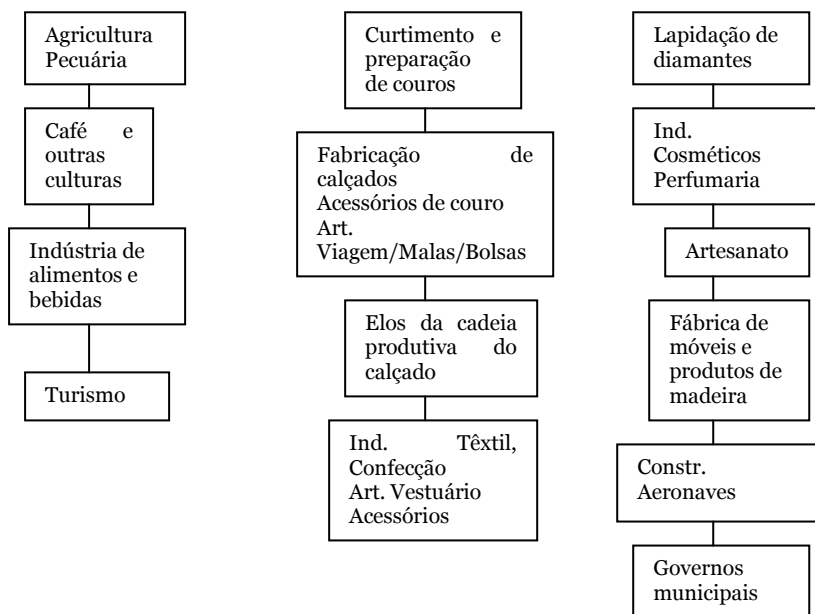 Agricultura
Pecuária
Café e
outras
culturas
Indústria de
alimentos e
bebidas
Turismo
Curtimento e
preparação
de couros
Fabricação de
calçados
Acessórios de couro
Art.
Viagem/Malas/Bolsas
Elos da cadeia
produtiva do
calçado
Ind. Têxtil,
Confecção
Art. Vestuário
Acessórios
Lapidação de
diamantes
Ind.
Cosméticos
Perfumaria
Artesanato
Fábrica de
móveis e
produtos de
madeira
Constr.
Aeronaves
Governos
municipais